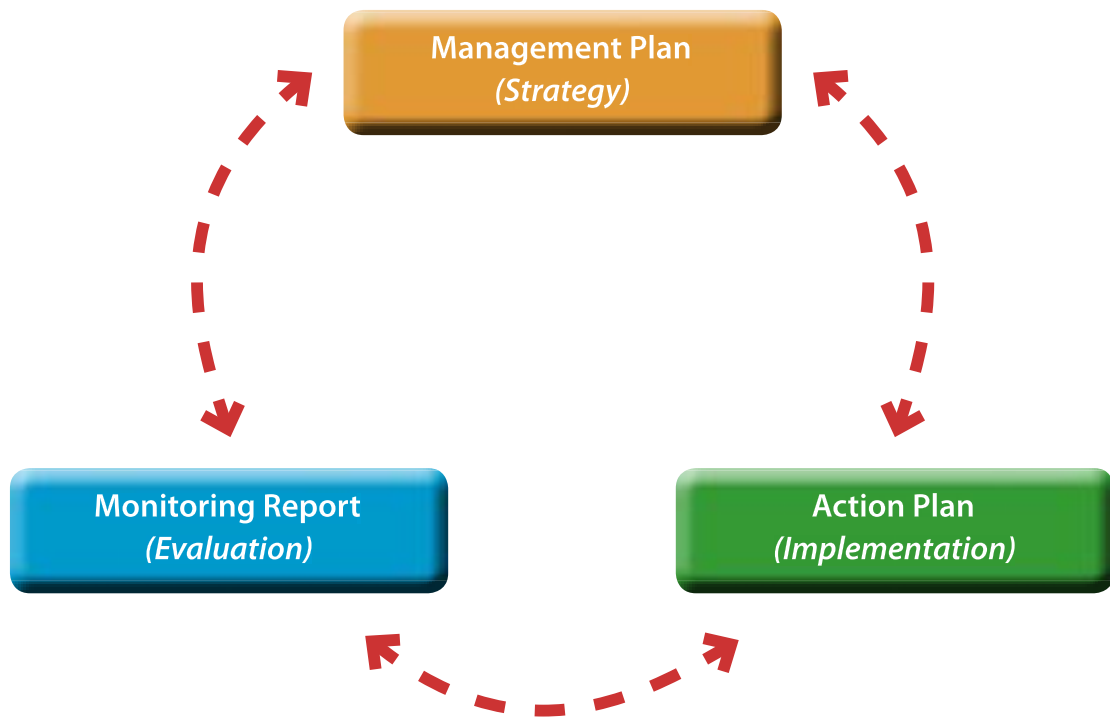 Management Plan
(Strategy)
Monitoring Report
(Evaluation)
Action Plan
(Implementation)